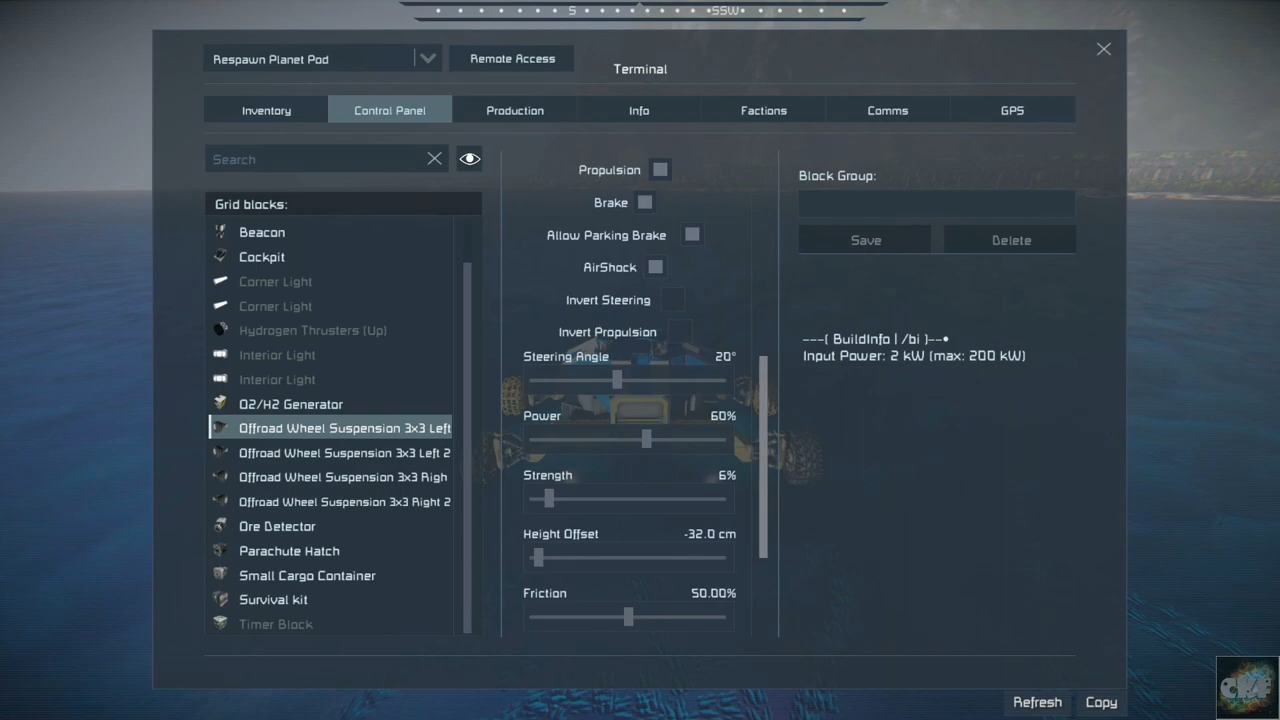 S
SSW
Respawn Planet Pod
Remote Access
Terminal
Inventory
Control Panel
Production
Info
Factions
Comms
GPS
Search
Grid blocks:
Beacon
Cockpit
Corner Light
Corner Light
Hydrogen Thrusters (Up)
Interior Light
Interior Light
O2/H2 Generator
Offroad Wheel Suspension 3x3 Left
Offroad Wheel Suspension 3x3 Left 2
Offroad Wheel Suspension 3x3 Righ
Offroad Wheel Suspension 3x3 Right 2
Ore Detector
Parachute Hatch
Small Cargo Container
Survival kit
Timer Block
Propulsion
Brake
Allow Parking Brake
AirShock
Invert Steering
Invert Propulsion
Steering Angle 20°
Power 60%
Strength 6%
Height Offset -32.0 cm
Friction 50.00%
Block Group:
Save
Delete
---( BuildInfo | /bi )--•
Input Power: 2 kW (max: 200 kW)
Refresh
Copy